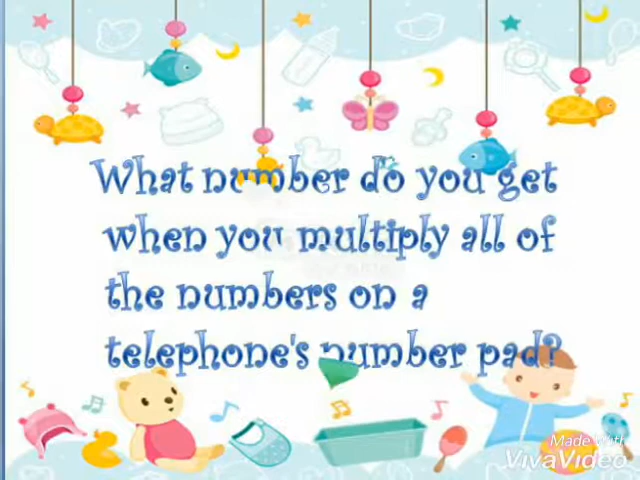 What number do you get
when you multiply all of
the numbers on a
telephone's number pad?
Made With
VivaVideo